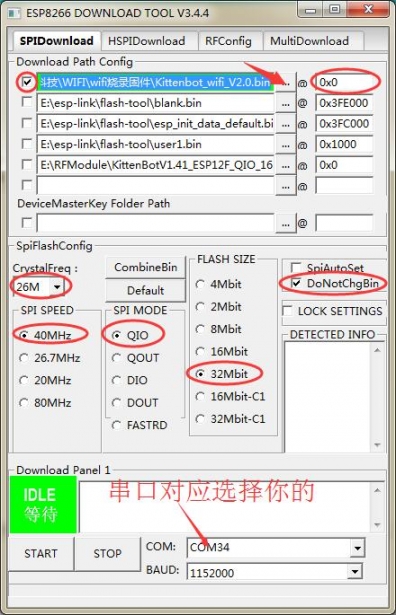 ESP8266 DOWNLOAD TOOL V3.4.4
SPIDownload HSPIDownload RFConfig MultiDownload
Download Path Config
科技\WIFI\wifi烧录固件\Kittenbot_wifi_V2.0.bin ... @ 0x0
E:\esp-link\flash-tool\blank.bin ... @ 0x3FE000
E:\esp-link\flash-tool\esp_init_data_default.bi ... @ 0x3FC000
E:\esp-link\flash-tool\user1.bin ... @ 0x1000
E:\RFModule\KittenBotV1.41_ESP12F_QIO_16 ... @ 0x0
... @
DeviceMasterKey Folder Path
... @
SpiFlashConfig
CrystalFreq :
26M
CombineBin
Default
SPI SPEED
40MHz
26.7MHz
20MHz
80MHz
SPI MODE
QIO
QOUT
DIO
DOUT
FASTRD
FLASH SIZE
4Mbit
2Mbit
8Mbit
16Mbit
32Mbit
16Mbit-C1
32Mbit-C1
SpiAutoSet
DoNotChgBin
LOCK SETTINGS
DETECTED INFO
Download Panel 1
IDLE
等待
串口对应选择你的
START STOP
COM: COM34
BAUD: 1152000